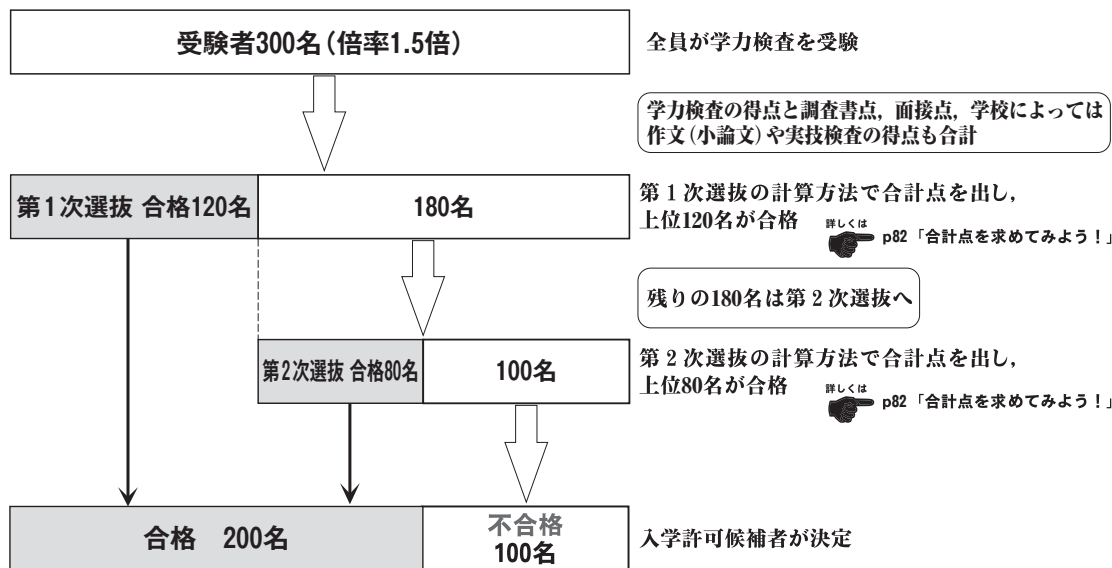 受験者300名(倍率1.5倍)
全員が学力検査を受験
学力検査の得点と調査書点,面接点,学校によっては
作文(小論文)や実技検査の得点も合計
第1次選抜 合格120名
180名
第1次選抜の計算方法で合計点を出し,
上位120名が合格
詳しくは
p82「合計点を求めてみよう!」
残りの180名は第2次選抜へ
第2次選抜 合格80名
100名
第2次選抜の計算方法で合計点を出し,
上位80名が合格
詳しくは
p82「合計点を求めてみよう!」
合格 200名
不合格
100名
入学許可候補者が決定